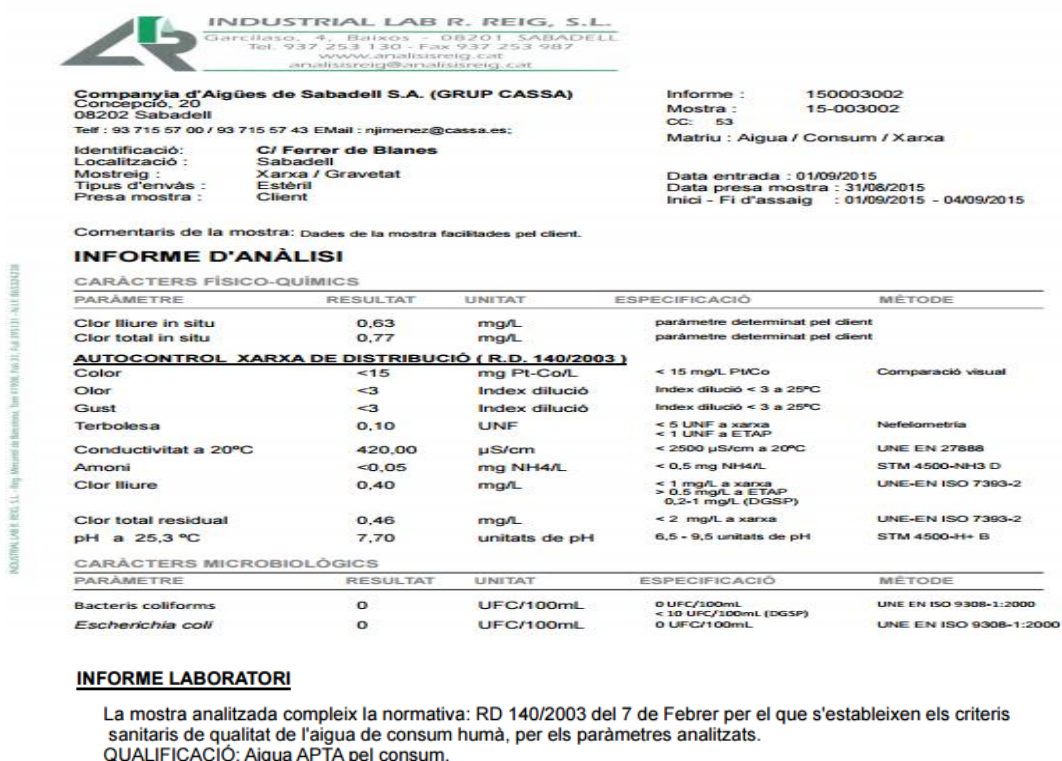 INDUSTRIAL LAB R. REIG, S.L.
Garcilaso, 4, Baixos - 08201 SABADELL
Tel. 937 253 130 - Fax 937 253 987
www.analisisreig.cat
analisisreig@analisisreig.cat
Companyia d'Aigües de Sabadell S.A. (GRUP CASSA)
Concepció, 20
08202 Sabadell
Telf : 93 715 57 00 / 93 715 57 43 EMail : njimenez@cassa.es;
Informe : 150003002
Mostra : 15-003002
CC: 53
Matriu : Aigua / Consum / Xarxa
Identificació: C/ Ferrer de Blanes
Localització : Sabadell
Mostreig : Xarxa / Gravetat
Tipus d'envàs : Estèril
Presa mostra : Client
Data entrada : 01/09/2015
Data presa mostra : 31/08/2015
Inici - Fi d'assaig : 01/09/2015 - 04/09/2015
Comentaris de la mostra: Dades de la mostra facilitades pel client.
INFORME D'ANÀLISI
CARÀCTERS FÍSICO-QUÍMICS
PARÀMETRE RESULTAT UNITAT ESPECIFICACIÓ MÈTODE
Clor lliure in situ 0,63 mg/L paràmetre determinat pel client
Clor total in situ 0,77 mg/L paràmetre determinat pel client
AUTOCONTROL XARXA DE DISTRIBUCIÓ ( R.D. 140/2003 )
Color <15 mg Pt-Co/L < 15 mg/L Pt/Co Comparació visual
Olor <3 Index dilució Index dilució < 3 a 25ºC
Gust <3 Index dilució Index dilució < 3 a 25ºC
Terbolesa 0,10 UNF < 5 UNF a xarxa Nefelometría
< 1 UNF a ETAP
Conductivitat a 20ºC 420,00 µS/cm < 2500 µS/cm a 20ºC UNE EN 27888
Amoni <0,05 mg NH4/L < 0,5 mg NH4/L STM 4500-NH3 D
Clor lliure 0,40 mg/L < 1 mg/L a xarxa UNE-EN ISO 7393-2
> 0.5 mg/L a ETAP
0,2-1 mg/L (DGSP)
Clor total residual 0,46 mg/L < 2 mg/L a xarxa UNE-EN ISO 7393-2
pH a 25,3 ºC 7,70 unitats de pH 6,5 - 9,5 unitats de pH STM 4500-H+ B
CARÀCTERS MICROBIOLÒGICS
PARÀMETRE RESULTAT UNITAT ESPECIFICACIÓ MÈTODE
Bacteris coliforms 0 UFC/100mL 0 UFC/100mL UNE EN ISO 9308-1:2000
< 10 UFC/100mL (DGSP)
Escherichia coli 0 UFC/100mL 0 UFC/100mL UNE EN ISO 9308-1:2000
INFORME LABORATORI
La mostra analitzada compleix la normativa: RD 140/2003 del 7 de Febrer per el que s'estableixen els criteris
sanitaris de qualitat de l'aigua de consum humà, per els paràmetres analitzats.
QUALIFICACIÓ: Aigua APTA pel consum.
INDUSTRIAL LAB R. REIG, S.L. - Reg. Mercantil de Barcelona,